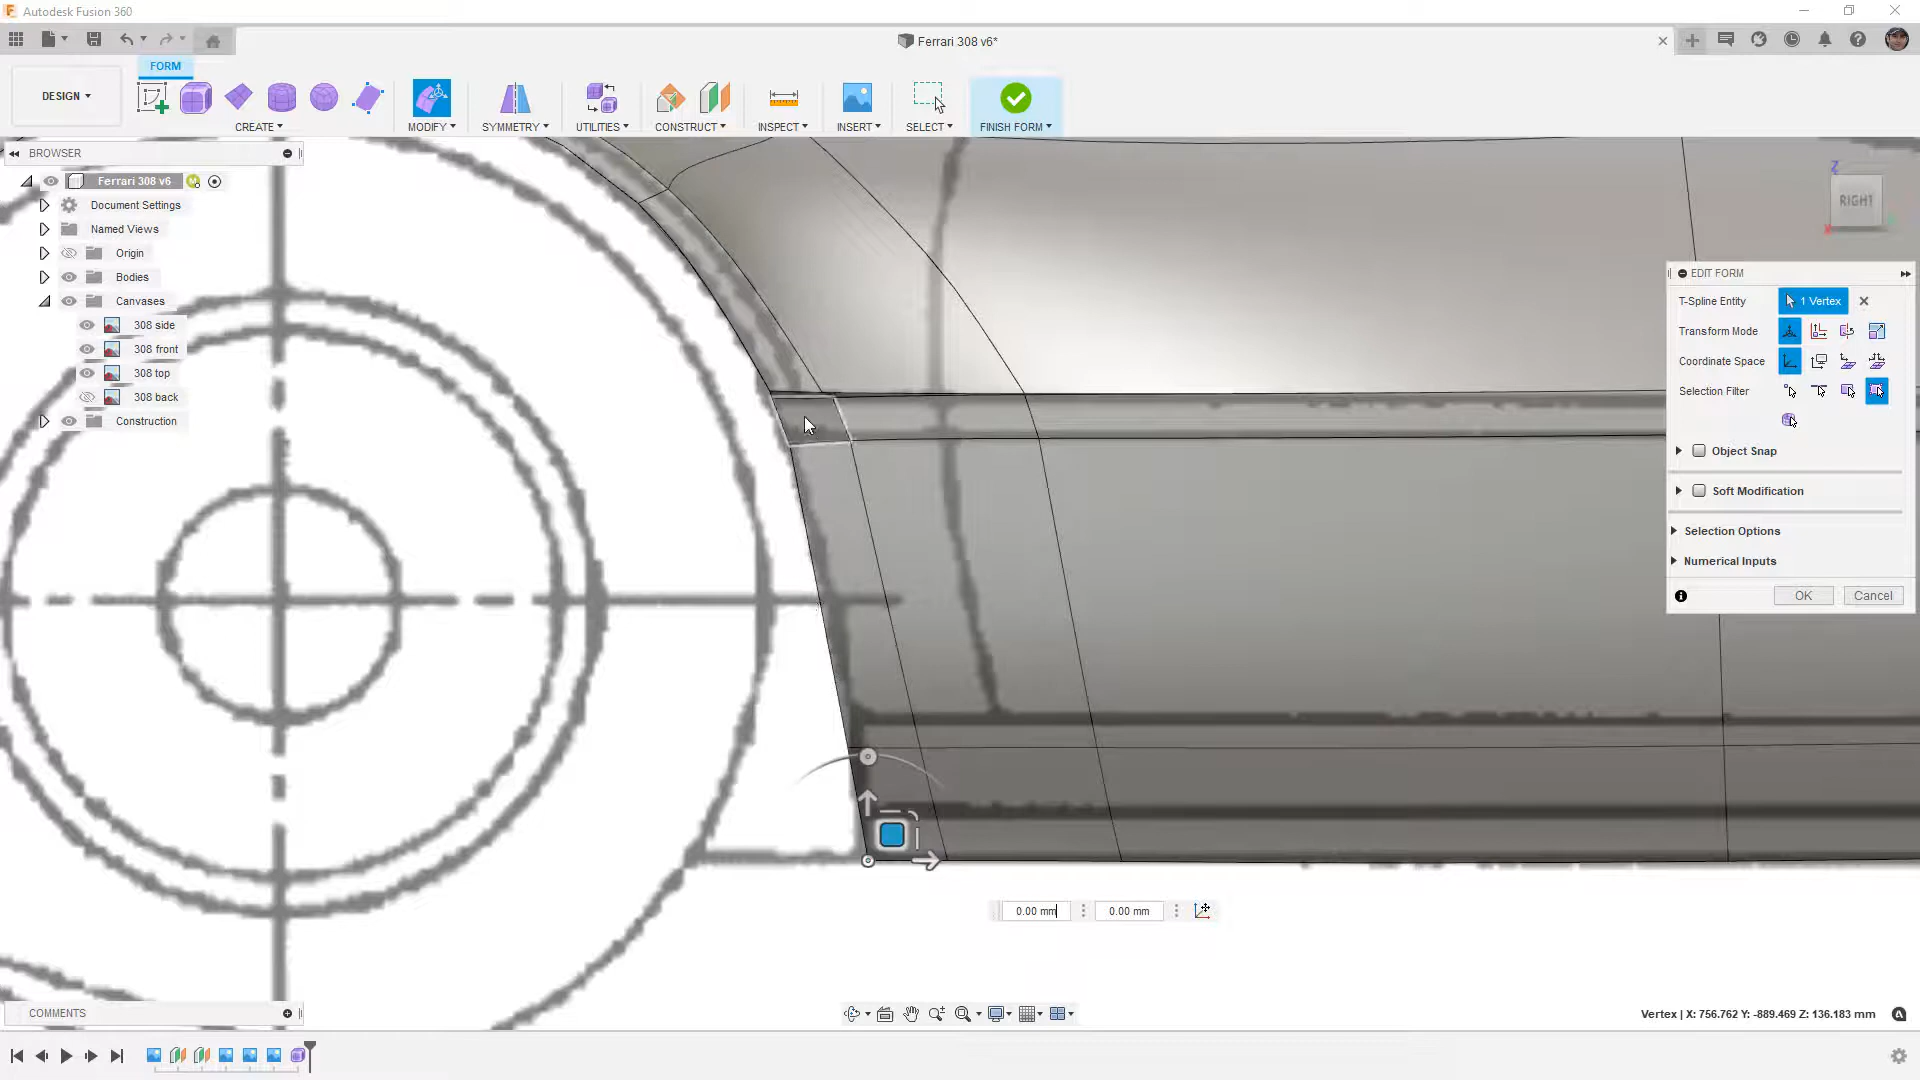 Autodesk Fusion 360
Ferrari 308 v6*
FORM
DESIGN
CREATE
MODIFY
SYMMETRY
UTILITIES
CONSTRUCT
INSPECT
INSERT
SELECT
FINISH FORM
BROWSER
Ferrari 308 v6
Document Settings
Named Views
Origin
Bodies
Canvases
308 side
308 front
308 top
308 back
Construction
Z
RIGHT
EDIT FORM
T-Spline Entity
1 Vertex
Transform Mode
Coordinate Space
Selection Filter
Object Snap
Soft Modification
Selection Options
Numerical Inputs
OK
Cancel
0.00 mm
0.00 mm
COMMENTS
Vertex | X: 756.762 Y: -889.469 Z: 136.183 mm